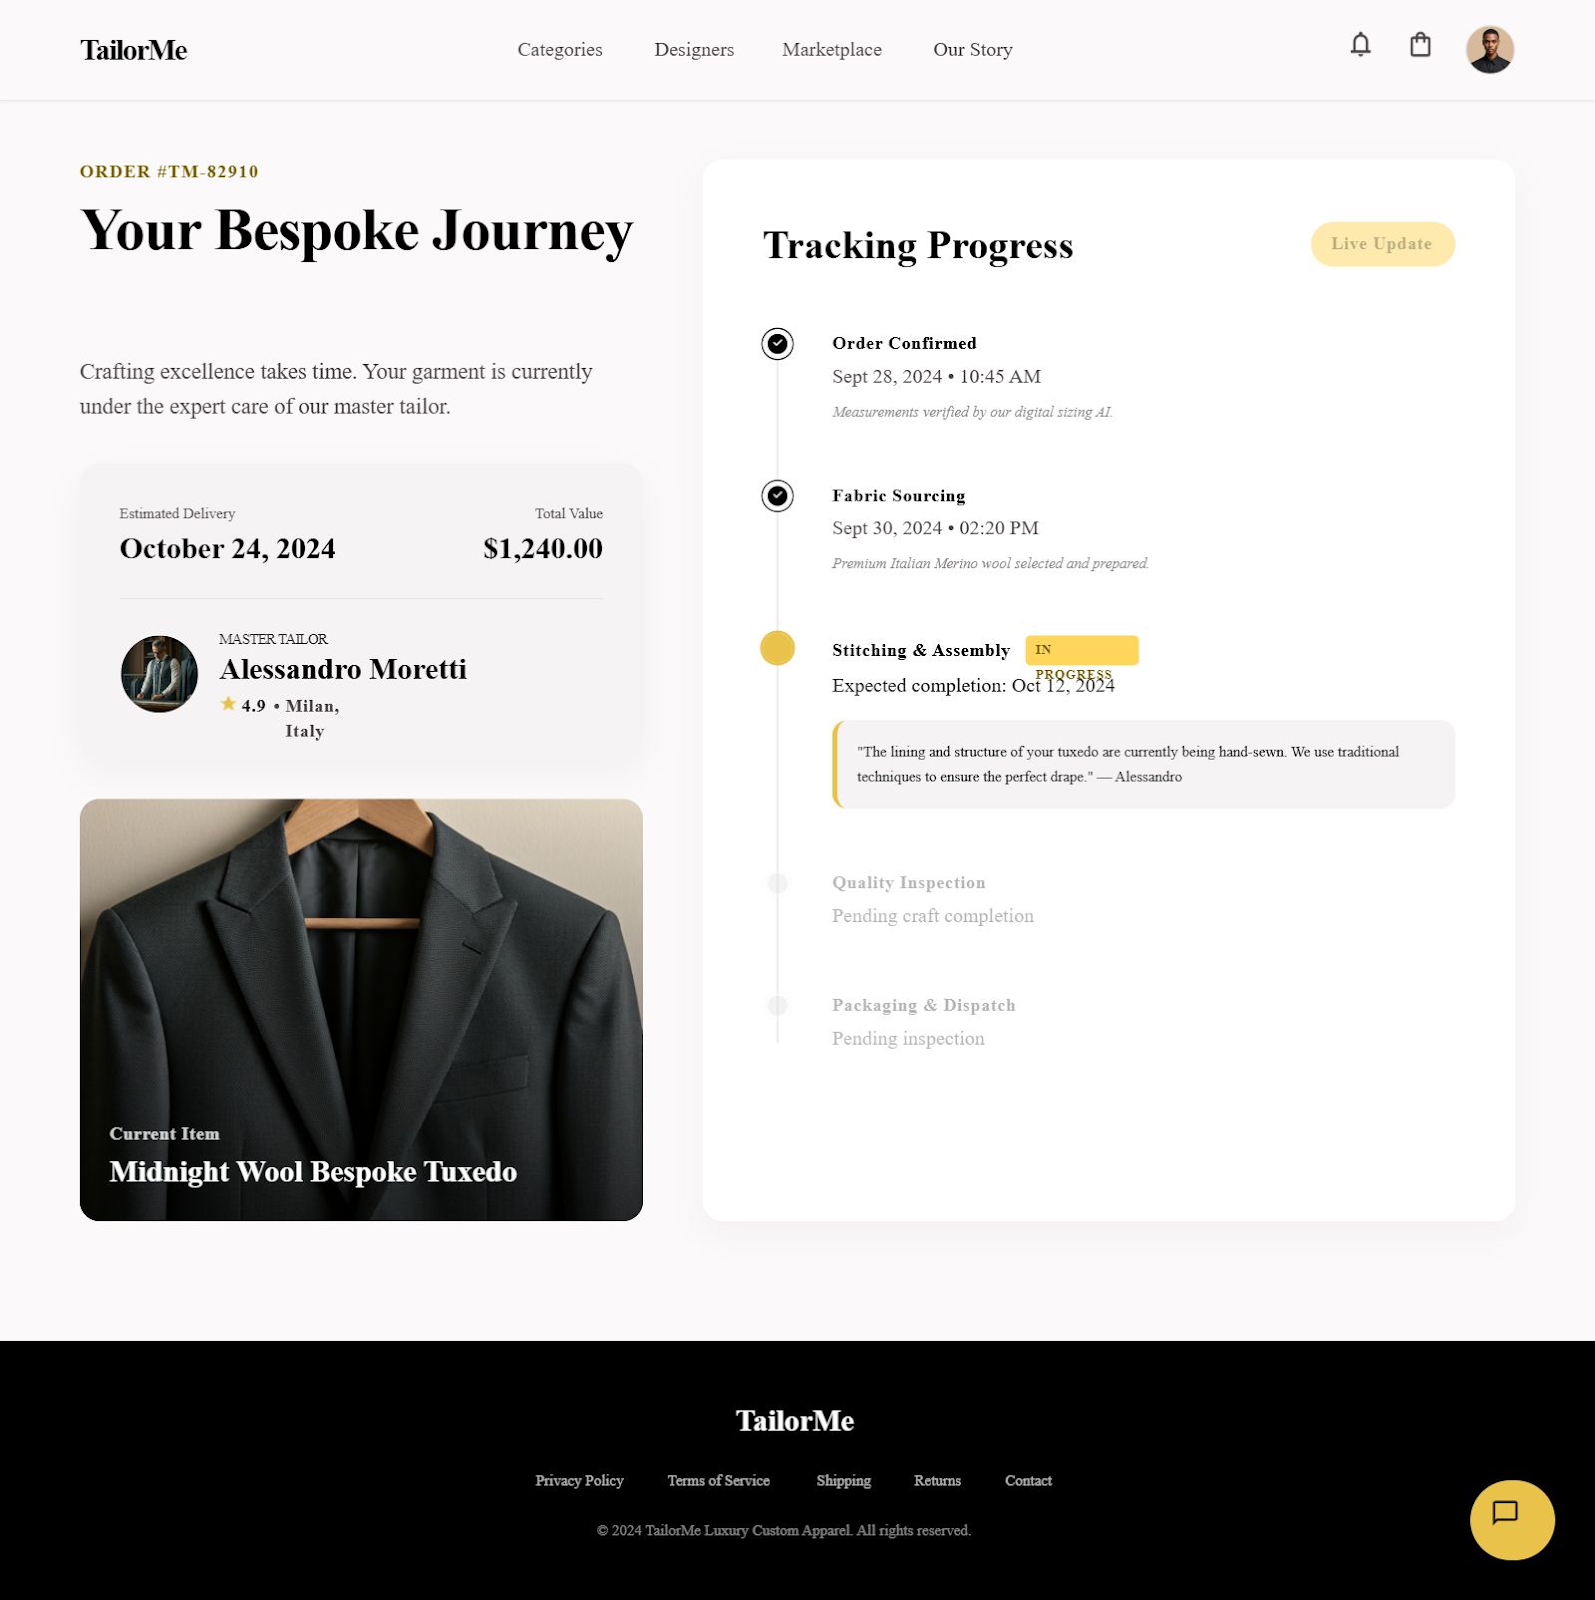 TailorMe
Categories
Designers
Marketplace
Our Story
ORDER #TM-82910
Your Bespoke Journey
Crafting excellence takes time. Your garment is currently
under the expert care of our master tailor.
Estimated Delivery
October 24, 2024
Total Value
$1,240.00
MASTER TAILOR
Alessandro Moretti
4.9 • Milan,
Italy
Current Item
Midnight Wool Bespoke Tuxedo
Tracking Progress
Live Update
Order Confirmed
Sept 28, 2024 • 10:45 AM
Measurements verified by our digital sizing AI.
Fabric Sourcing
Sept 30, 2024 • 02:20 PM
Premium Italian Merino wool selected and prepared.
Stitching & Assembly
IN
PROGRESS
Expected completion: Oct 12, 2024
"The lining and structure of your tuxedo are currently being hand-sewn. We use traditional
techniques to ensure the perfect drape." — Alessandro
Quality Inspection
Pending craft completion
Packaging & Dispatch
Pending inspection
TailorMe
Privacy Policy
Terms of Service
Shipping
Returns
Contact
© 2024 TailorMe Luxury Custom Apparel. All rights reserved.